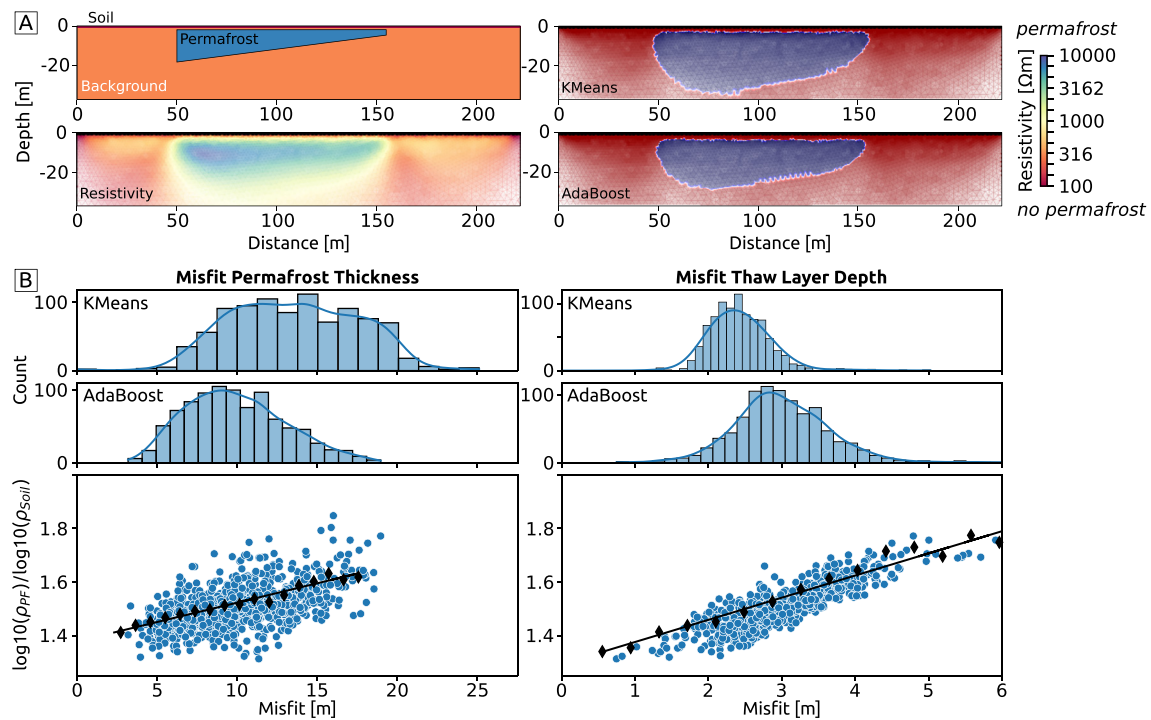 A
Soil
0
Permafrost
-20
Background
0 50 100 150 200
0
-20
KMeans
0 50 100 150 200
Depth [m]
0
-20
Resistivity
0 50 100 150 200
Distance [m]
0
-20
AdaBoost
0 50 100 150 200
Distance [m]
permafrost
Resistivity [Ωm]
10000
3162
1000
316
100
no permafrost
B
Misfit Permafrost Thickness
Misfit Thaw Layer Depth
100
KMeans
0
100
KMeans
0
Count
100
AdaBoost
0
100
AdaBoost
0
log10(ρPF)/log10(ρSoil)
1.8
1.6
1.4
0 5 10 15 20 25
Misfit [m]
1.8
1.6
1.4
0 1 2 3 4 5 6
Misfit [m]